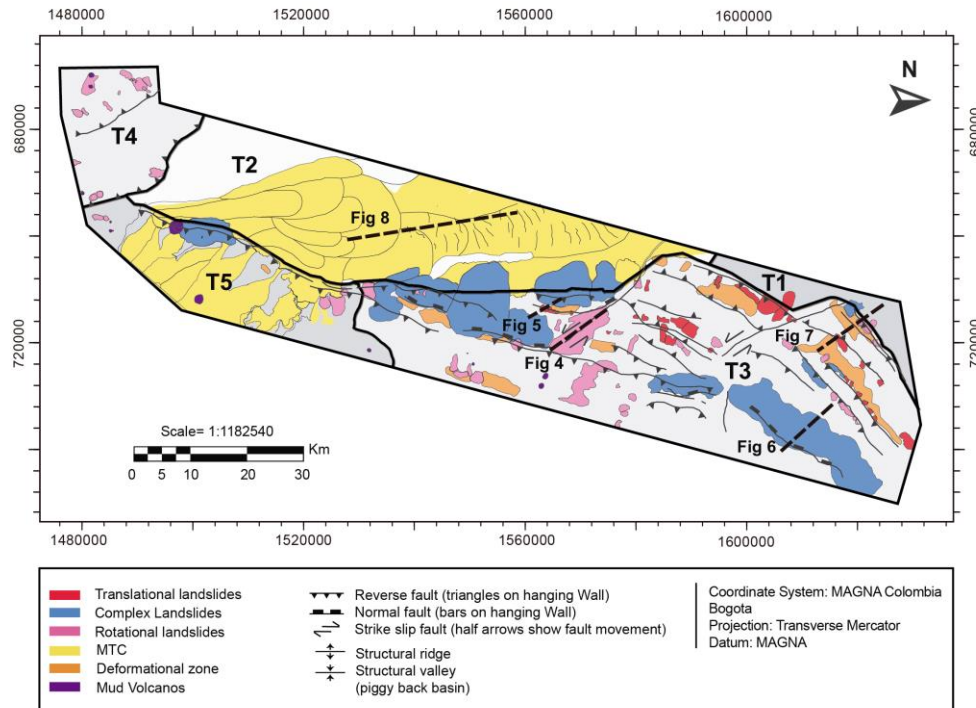 1480000 1520000 1560000 1600000
N
680000 680000
T4
T2
Fig 8
T5
T1
Fig 5
Fig 7
720000 720000
Fig 4
T3
Scale= 1:1182540
Km
0 5 10 20 30
Fig 6
1480000 1520000 1560000 1600000
Translational landslides
Complex Landslides
Rotational landslides
MTC
Deformational zone
Mud Volcanos
Reverse fault (triangles on hanging Wall)
Normal fault (bars on hanging Wall)
Strike slip fault (half arrows show fault movement)
Structural ridge
Structural valley
(piggy back basin)
Coordinate System: MAGNA Colombia
Bogota
Projection: Transverse Mercator
Datum: MAGNA